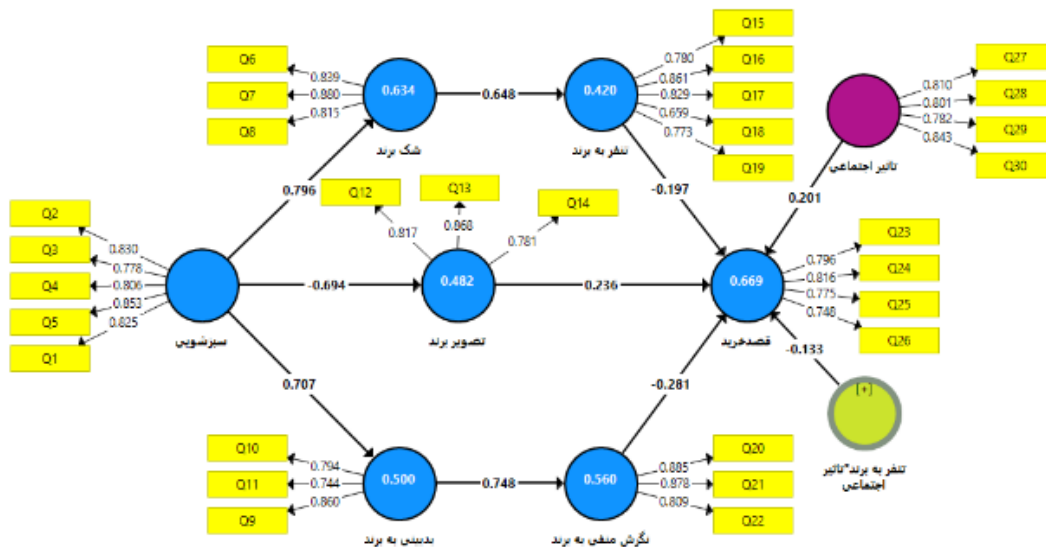 Q6
Q7
Q8
0.839
0.880
0.815
0.634
شک برند
0.648
0.420
تنفر به برند
0.780
0.861
0.829
0.659
0.773
Q15
Q16
Q17
Q18
Q19
تاثیر اجتماعی
0.810
0.801
0.782
0.843
Q27
Q28
Q29
Q30
0.796
-0.197
0.201
Q2
Q3
Q4
Q5
Q1
0.830
0.778
0.806
0.853
0.825
سبزشویی
-0.694
Q12
Q13
Q14
0.817
0.868
0.781
0.482
تصویر برند
0.236
0.669
قصدخرید
0.796
0.816
0.775
0.748
Q23
Q24
Q25
Q26
0.707
-0.281
-0.133
[+]
تنفر به برند*تاثیر
اجتماعی
Q10
Q11
Q9
0.794
0.744
0.860
0.500
بدبینی به برند
0.748
0.560
نگرش منفی به برند
0.885
0.878
0.809
Q20
Q21
Q22